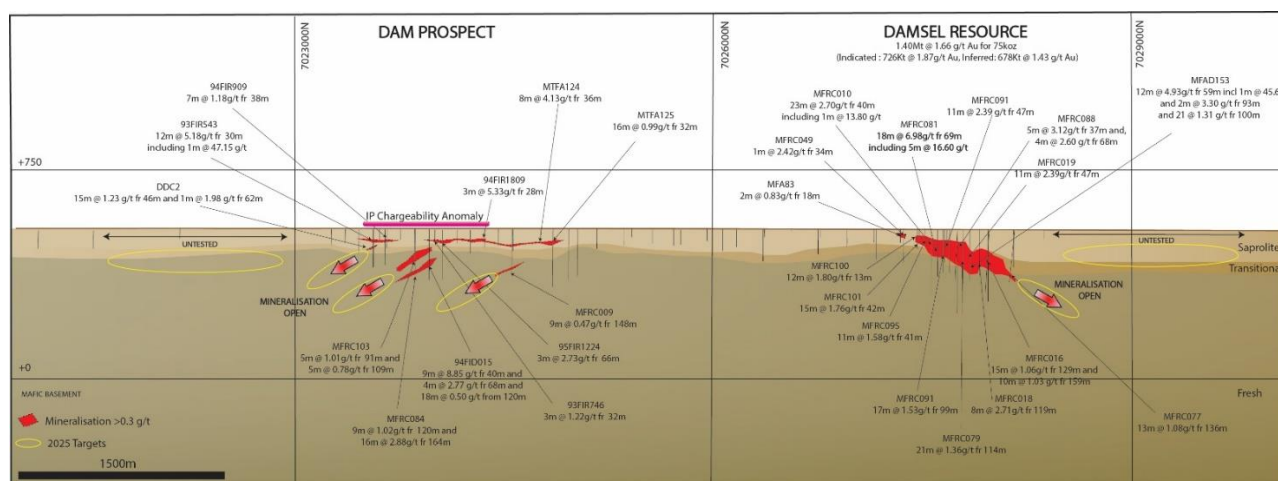 DAM PROSPECT
DAMSEL RESOURCE
1.40Mt @ 1.66 g/t Au for 75koz
(Indicated : 726Kt @ 1.87g/t Au, Inferred: 678Kt @ 1.43 g/t Au)
7023000N
7026000N
7029000N
94FIR909
7m @ 1.18g/t fr 38m
93FIR543
12m @ 5.18g/t fr 30m
including 1m @ 47.15 g/t
DDC2
15m @ 1.23 g/t fr 46m and 1m @ 1.98 g/t fr 62m
MTFA124
8m @ 4.13g/t fr 36m
MTFA125
16m @ 0.99g/t fr 32m
94FIR1809
3m @ 5.33g/t fr 28m
IP Chargeability Anomaly
MFRC010
23m @ 2.70g/t fr 40m
including 1m @ 13.80 g/t
MFRC049
1m @ 2.42g/t fr 34m
MFA83
2m @ 0.83g/t fr 18m
MFRC081
18m @ 6.98g/t fr 69m
including 5m @ 16.60 g/t
MFRC091
11m @ 2.39 g/t fr 47m
MFRC088
5m @ 3.12g/t fr 37m and,
4m @ 2.60 g/t fr 68m
MFRC019
11m @ 2.39g/t fr 47m
MFAD153
12m @ 4.93g/t fr 59m incl 1m @ 45.6
and 2m @ 3.30 g/t fr 93m
and 21 @ 1.31 g/t fr 100m
+750
UNTESTED
UNTESTED
Saprolite
Transitional
MINERALISATION
OPEN
MINERALISATION
OPEN
MFRC100
12m @ 1.80g/t fr 13m
MFRC101
15m @ 1.76g/t fr 42m
MFRC095
11m @ 1.58g/t fr 41m
MFRC009
9m @ 0.47g/t fr 148m
95FIR1224
3m @ 2.73g/t fr 66m
MFRC103
5m @ 1.01g/t fr 91m and
5m @ 0.78g/t fr 109m
94FID015
9m @ 8.85 g/t fr 40m and
4m @ 2.77 g/t fr 68m and
18m @ 0.50 g/t from 120m
93FIR746
3m @ 1.22g/t fr 32m
MFRC084
9m @ 1.02g/t fr 120m and
16m @ 2.88g/t fr 164m
MFRC016
15m @ 1.06g/t fr 129m and
10m @ 1.03 g/t fr 159m
MFRC091
17m @ 1.53g/t fr 99m
MFRC018
8m @ 2.71g/t fr 119m
MFRC079
21m @ 1.36g/t fr 114m
MFRC077
13m @ 1.08g/t fr 136m
+0
Fresh
MAFIC BASEMENT
Mineralisation >0.3 g/t
2025 Targets
1500m